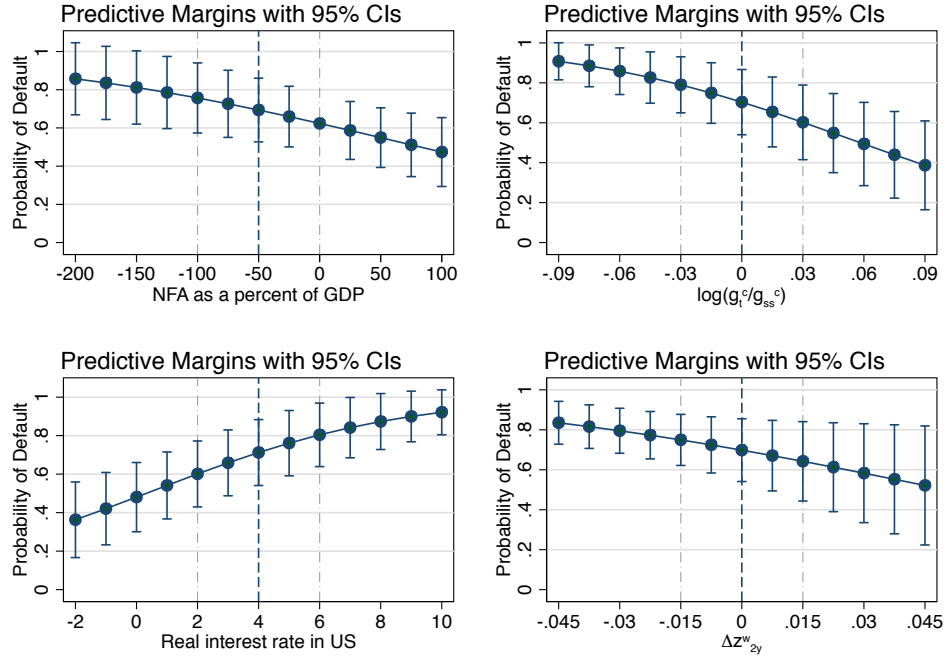 Predictive Margins with 95% CIs
Probability of Default
1
.8
.6
.4
.2
0
-200 -150 -100 -50 0 50 100
NFA as a percent of GDP
Predictive Margins with 95% CIs
Probability of Default
1
.8
.6
.4
.2
0
-.09 -.06 -.03 0 .03 .06 .09
log(gₜᶜ/gₛₛᶜ)
Predictive Margins with 95% CIs
Probability of Default
1
.8
.6
.4
.2
0
-2 0 2 4 6 8 10
Real interest rate in US
Predictive Margins with 95% CIs
Probability of Default
1
.8
.6
.4
.2
0
-.045 -.03 -.015 0 .015 .03 .045
Δzʷ₂y